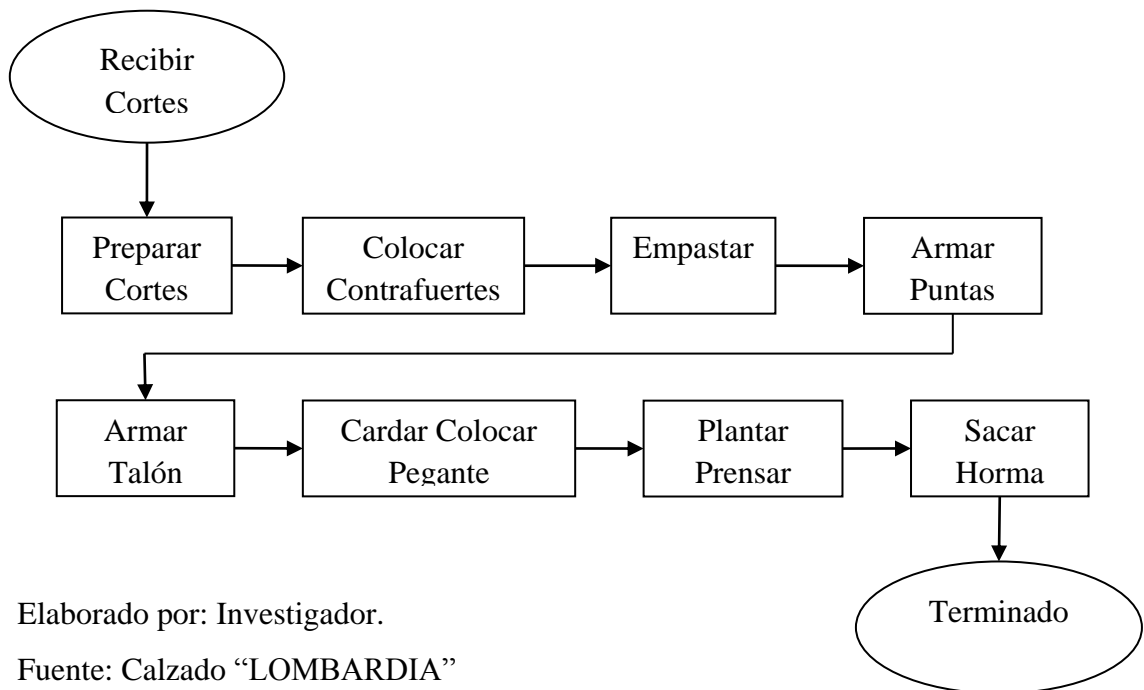 Recibir
Cortes
Preparar
Cortes
Colocar
Contrafuertes
Empastar
Armar
Puntas
Armar
Talón
Cardar Colocar
Pegante
Plantar
Prensar
Sacar
Horma
Terminado
Elaborado por: Investigador.
Fuente: Calzado “LOMBARDIA”